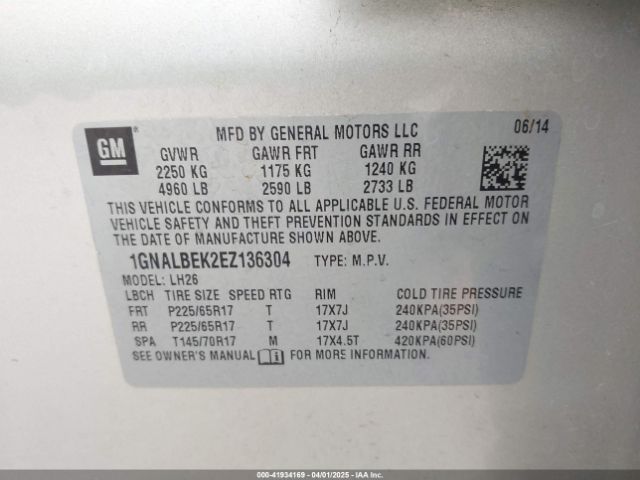 GM ®
MFD BY GENERAL MOTORS LLC 06/14
GVWR GAWR FRT GAWR RR
2250 KG 1175 KG 1240 KG
4960 LB 2590 LB 2733 LB
THIS VEHICLE CONFORMS TO ALL APPLICABLE U.S. FEDERAL MOTOR
VEHICLE SAFETY AND THEFT PREVENTION STANDARDS IN EFFECT ON
THE DATE OF MANUFACTURE SHOWN ABOVE.
1GNALBEK2EZ136304 TYPE: M.P.V.
MODEL: LH26
LBCH TIRE SIZE SPEED RTG RIM COLD TIRE PRESSURE
FRT P225/65R17 T 17X7J 240KPA(35PSI)
RR P225/65R17 T 17X7J 240KPA(35PSI)
SPA T145/70R17 M 17X4.5T 420KPA(60PSI)
SEE OWNER'S MANUAL i FOR MORE INFORMATION.
000-41934169 - 04/01/2025 - IAAI.CA